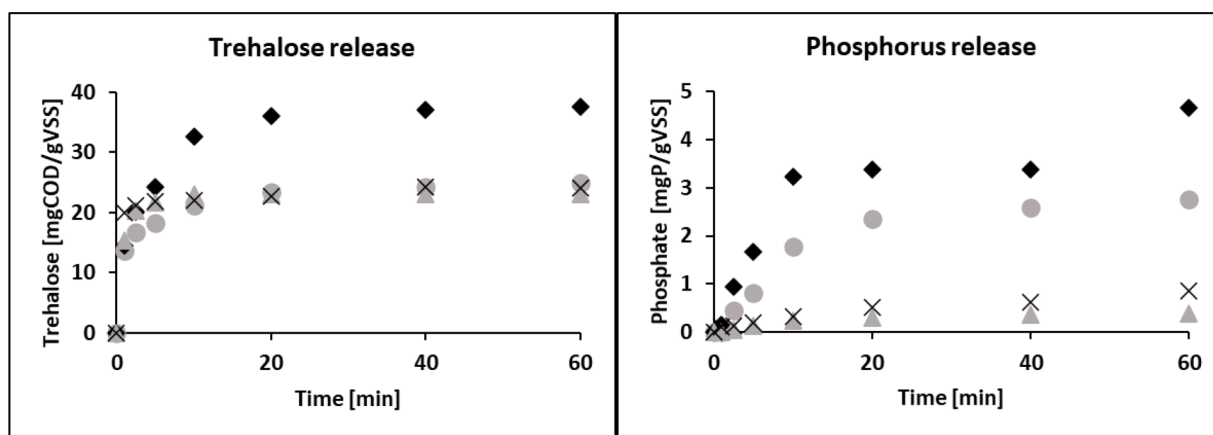 Trehalose release
Trehalose [mgCOD/gVSS]
40
30
20
10
0
0 20 40 60
Time [min]
Phosphorus release
Phosphate [mgP/gVSS]
5
4
3
2
1
0
0 20 40 60
Time [min]